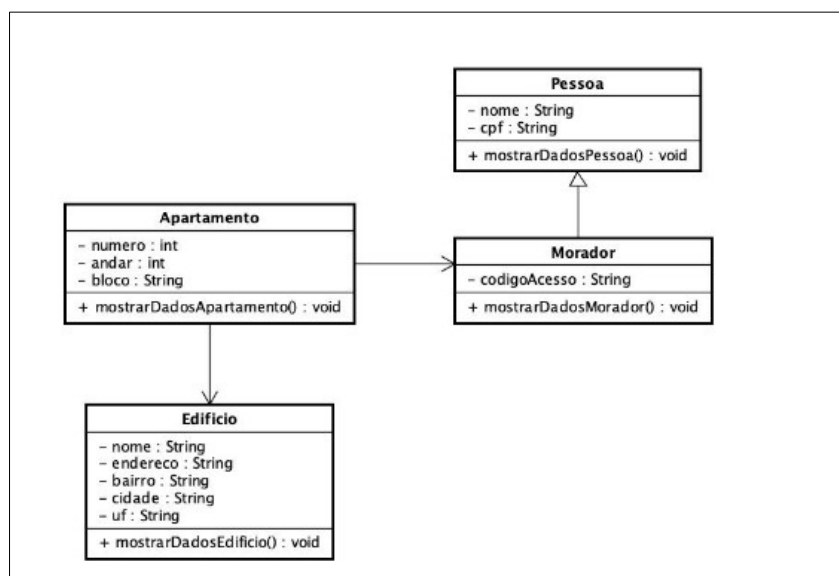 Pessoa
- nome : String
- cpf : String
+ mostrarDadosPessoa() : void
Apartamento
- numero : int
- andar : int
- bloco : String
+ mostrarDadosApartamento() : void
Morador
- codigoAcesso : String
+ mostrarDadosMorador() : void
Edificio
- nome : String
- endereco : String
- bairro : String
- cidade : String
- uf : String
+ mostrarDadosEdificio() : void